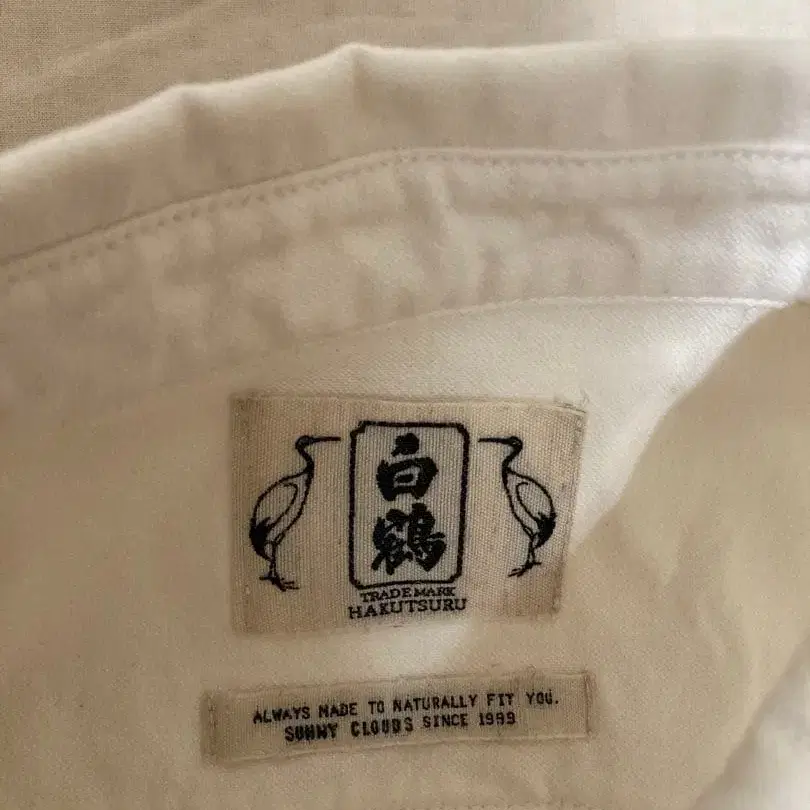 白
鶴
TRADE MARK
HAKUTSURU
ALWAYS MADE TO NATURALLY FIT YOU.
SUNNY CLOUDS SINCE 1999